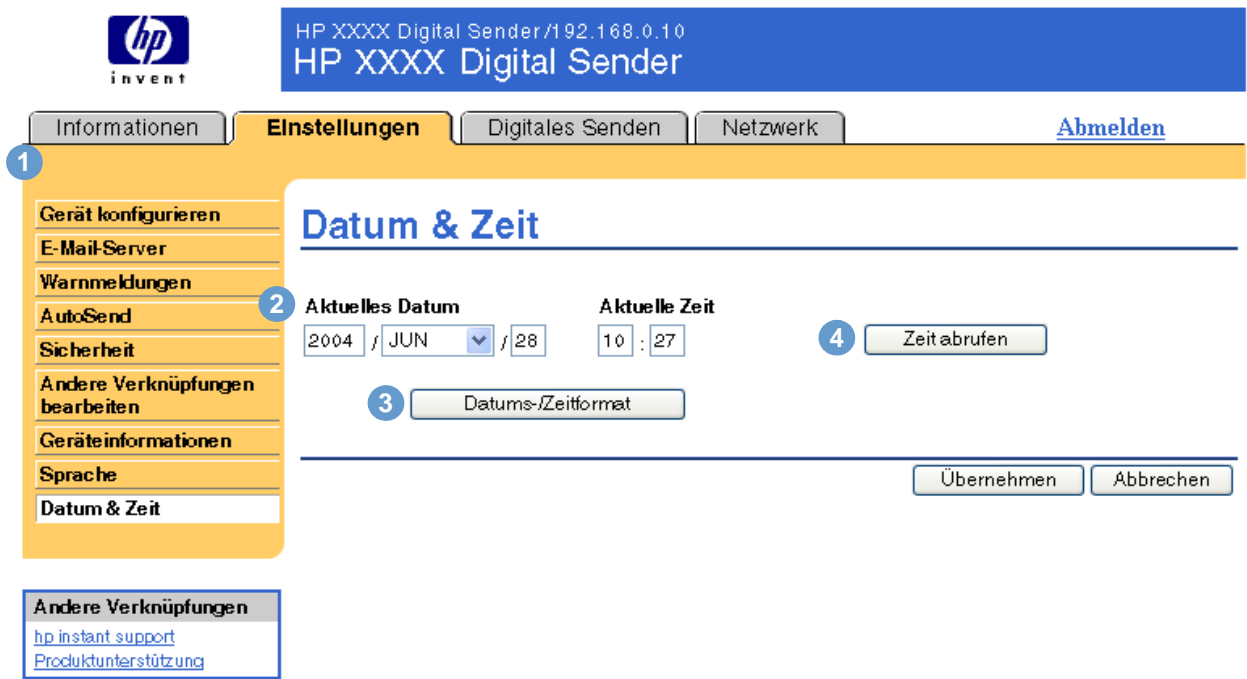 hp
invent
HP XXXX Digital Sender/192.168.0.10
HP XXXX Digital Sender
Informationen
Einstellungen
Digitales Senden
Netzwerk
Abmelden
1
Gerät konfigurieren
E-Mail-Server
Warnmeldungen
AutoSend
Sicherheit
Andere Verknüpfungen
bearbeiten
Geräteinformationen
Sprache
Datum & Zeit
Datum & Zeit
2
Aktuelles Datum
Aktuelle Zeit
2004 / JUN / 28
10 : 27
4
Zeit abrufen
3
Datums-/Zeitformat
Übernehmen
Abbrechen
Andere Verknüpfungen
hp instant support
Produktunterstützung